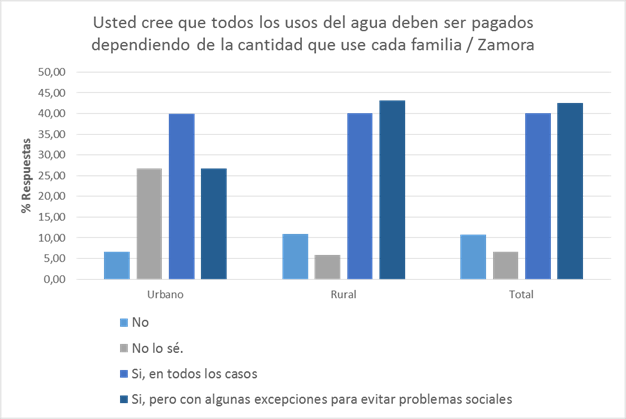 Usted cree que todos los usos del agua deben ser pagados
dependiendo de la cantidad que use cada familia / Zamora
% Respuestas
50,00
45,00
40,00
35,00
30,00
25,00
20,00
15,00
10,00
5,00
0,00
Urbano Rural Total
No
No lo sé.
Si, en todos los casos
Si, pero con algunas excepciones para evitar problemas sociales